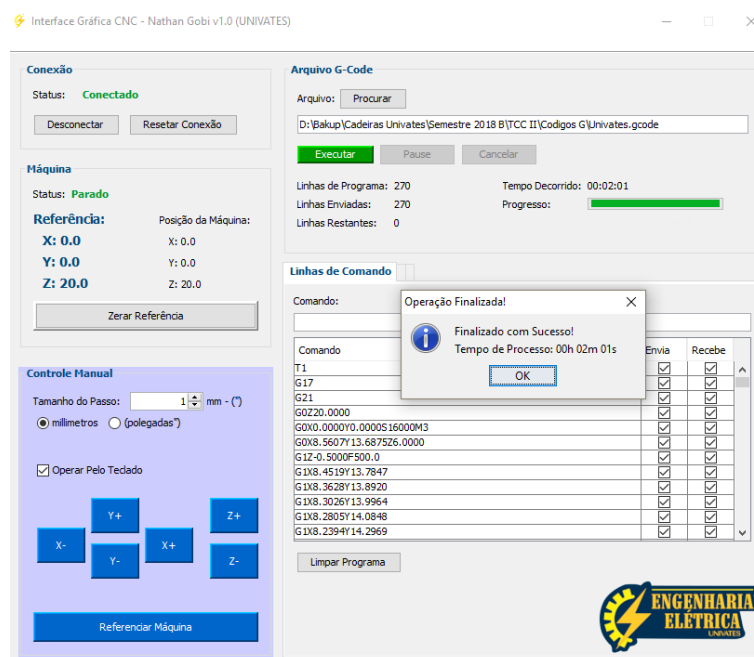 Interface Gráfica CNC - Nathan Gobi v1.0 (UNIVATES)
Conexão
Status: Conectado
Desconectar Resetar Conexão
Máquina
Status: Parado
Referência: Posição da Máquina:
X: 0.0 X: 0.0
Y: 0.0 Y: 0.0
Z: 20.0 Z: 20.0
Zerar Referência
Controle Manual
Tamanho do Passo: 1 mm - (")
milimetros (polegadas")
Operar Pelo Teclado
Y+ Z+
X- X+
Y- Z-
Referenciar Máquina
Arquivo G-Code
Arquivo: Procurar
D:\Bakup\Cadeiras Univates\Semestre 2018 B\TCC II\Codigos G\Univates.gcode
Executar Pause Cancelar
Linhas de Programa: 270 Tempo Decorrido: 00:02:01
Linhas Enviadas: 270 Progresso:
Linhas Restantes: 0
Linhas de Comando
Comando:
Operação Finalizada!
Finalizado com Sucesso!
Tempo de Processo: 00h 02m 01s
OK
Comando Envia Recebe
T1
G17
G21
G0Z20.0000
G0X0.0000Y0.0000S16000M3
G0X8.5607Y13.6875Z6.0000
G1Z-0.5000F500.0
G1X8.4519Y13.7847
G1X8.3628Y13.8920
G1X8.3026Y13.9964
G1X8.2805Y14.0848
G1X8.2394Y14.2969
Limpar Programa
ENGENHARIA
ELÉTRICA
UNIVATES